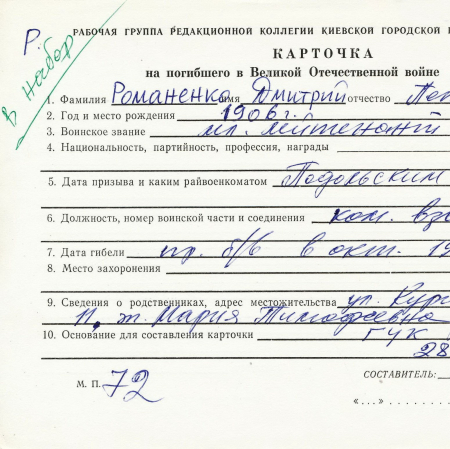 Р.
в набор
РАБОЧАЯ ГРУППА РЕДАКЦИОННОЙ КОЛЛЕГИИ КИЕВСКОЙ ГОРОДСКОЙ
КАРТОЧКА
на погибшего в Великой Отечественной войне
1. Фамилия Романенко имя Дмитрий отчество
2. Год и место рождения 1906 г.
3. Воинское звание мл. лейтенант
4. Национальность, партийность, профессия, награды
5. Дата призыва и каким райвоенкоматом Подольским
6. Должность, номер воинской части и соединения ком. вз
7. Дата гибели пр. б/в в окт. 19
8. Место захоронения
9. Сведения о родственниках, адрес местожительства ул.
ж. Мария Тимофеевна
10. Основание для составления карточки ГУК
28
СОСТАВИТЕЛЬ:
М. П. 72
«...»